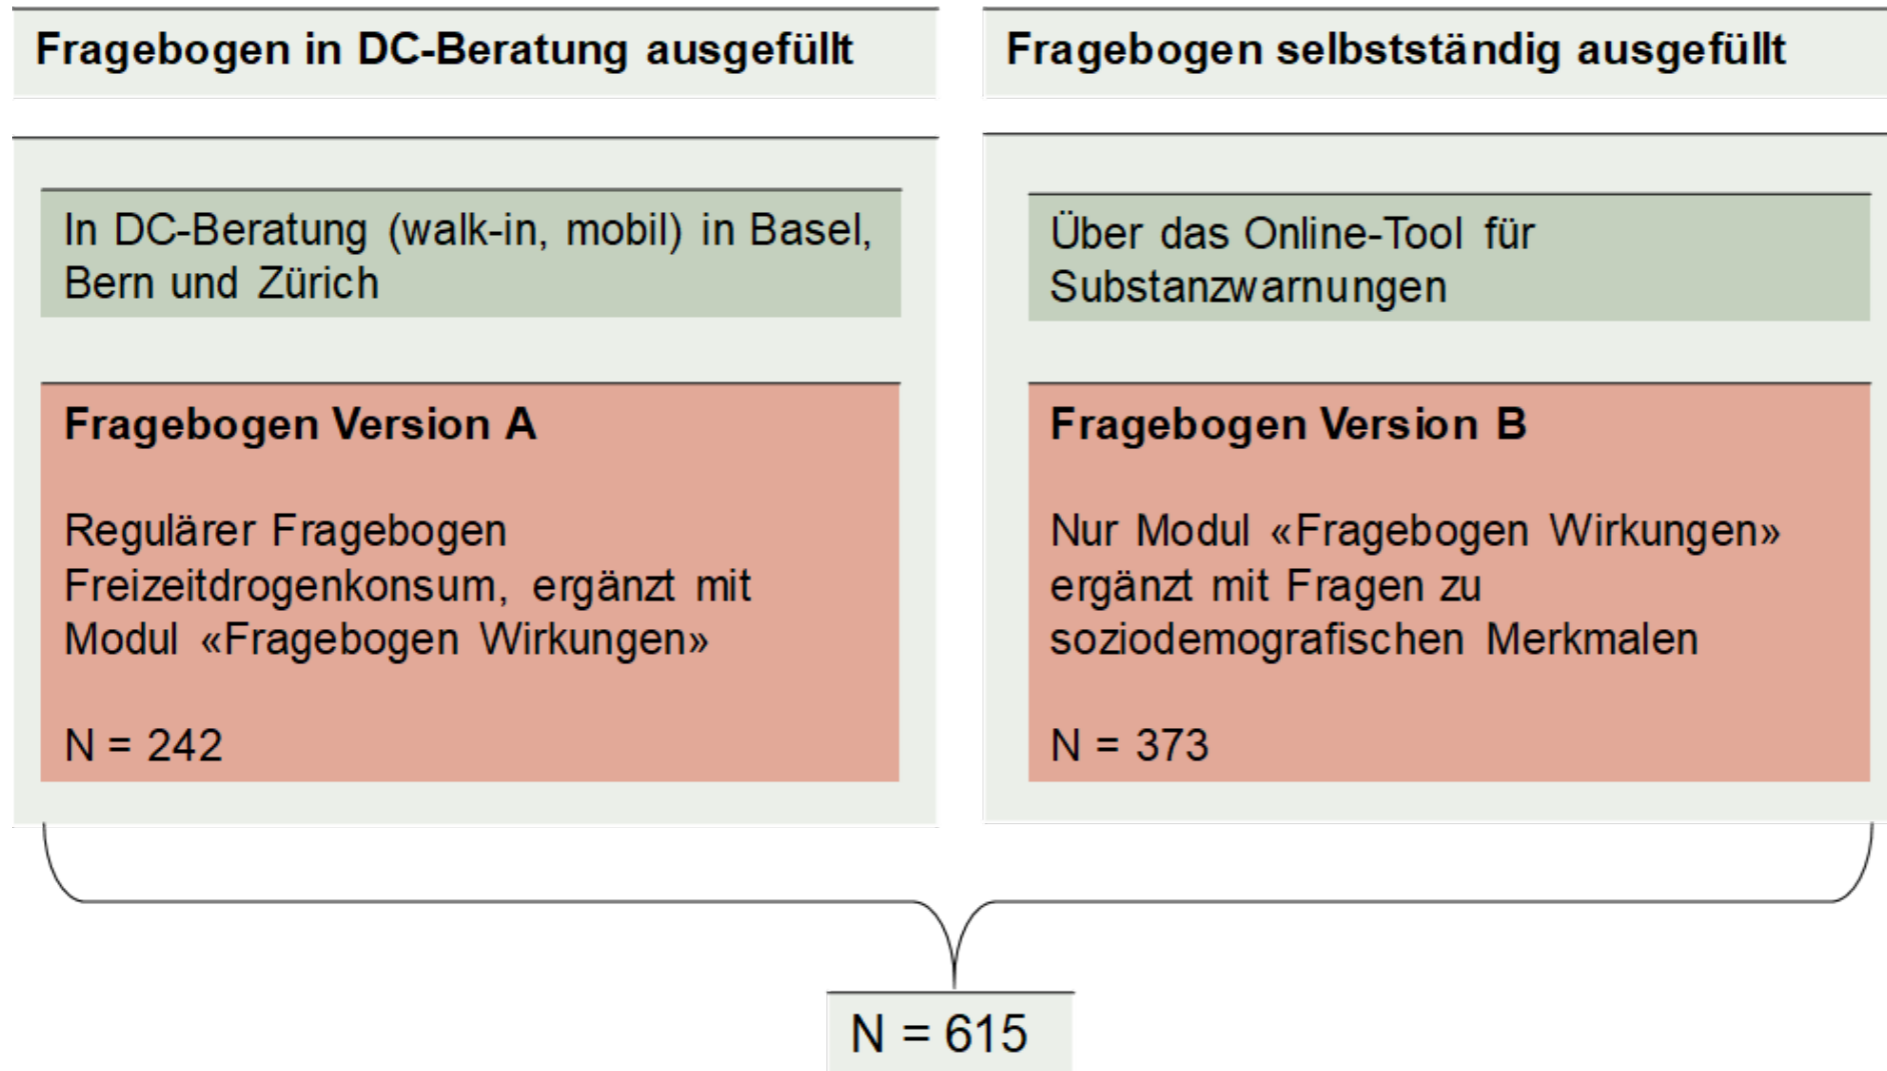 Fragebogen in DC-Beratung ausgefüllt
In DC-Beratung (walk-in, mobil) in Basel,
Bern und Zürich
Fragebogen Version A
Regulärer Fragebogen
Freizeitdrogenkonsum, ergänzt mit
Modul «Fragebogen Wirkungen»
N = 242
Fragebogen selbstständig ausgefüllt
Über das Online-Tool für
Substanzwarnungen
Fragebogen Version B
Nur Modul «Fragebogen Wirkungen»
ergänzt mit Fragen zu
soziodemografischen Merkmalen
N = 373
N = 615